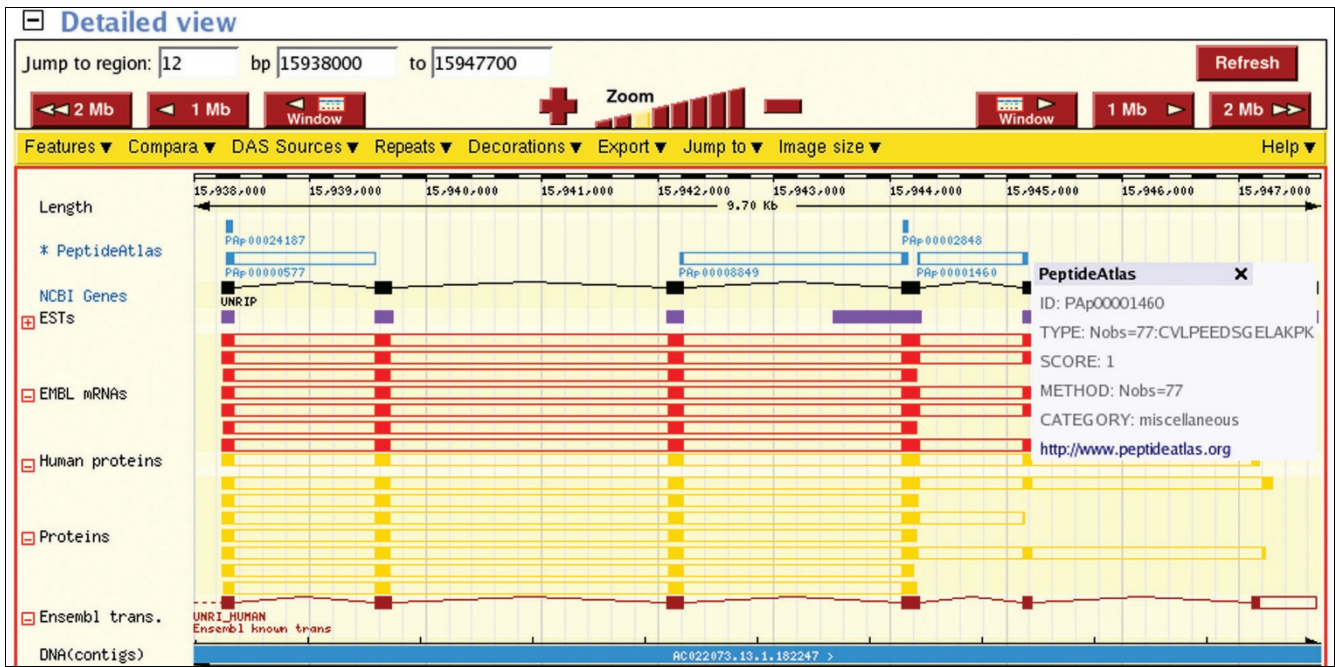 Detailed view
Jump to region: 12 bp 15938000 to 15947700 Refresh
2 Mb 1 Mb Window Zoom Window 1 Mb 2 Mb
Features ▼ Compara ▼ DAS Sources ▼ Repeats ▼ Decorations ▼ Export ▼ Jump to ▼ Image size ▼ Help ▼
15,938,000 15,939,000 15,940,000 15,941,000 15,942,000 15,943,000 15,944,000 15,945,000 15,946,000 15,947,000
Length 9.70 Kb
PAp00024187 PAp00002848
* PeptideAtlas
PAp00000577 PAp00008849 PAp00001460
NCBI Genes
UNRIP
ESTs
EMBL mRNAs
Human proteins
Proteins
Ensembl trans.
UNRI_HUMAN
Ensembl known trans
DNA(contigs) AC022073.13.1.182247 >
PeptideAtlas X
ID: PAp00001460
TYPE: Nobs=77:CVLPEEDSGELAKPK
SCORE: 1
METHOD: Nobs=77
CATEGORY: miscellaneous
http://www.peptideatlas.org